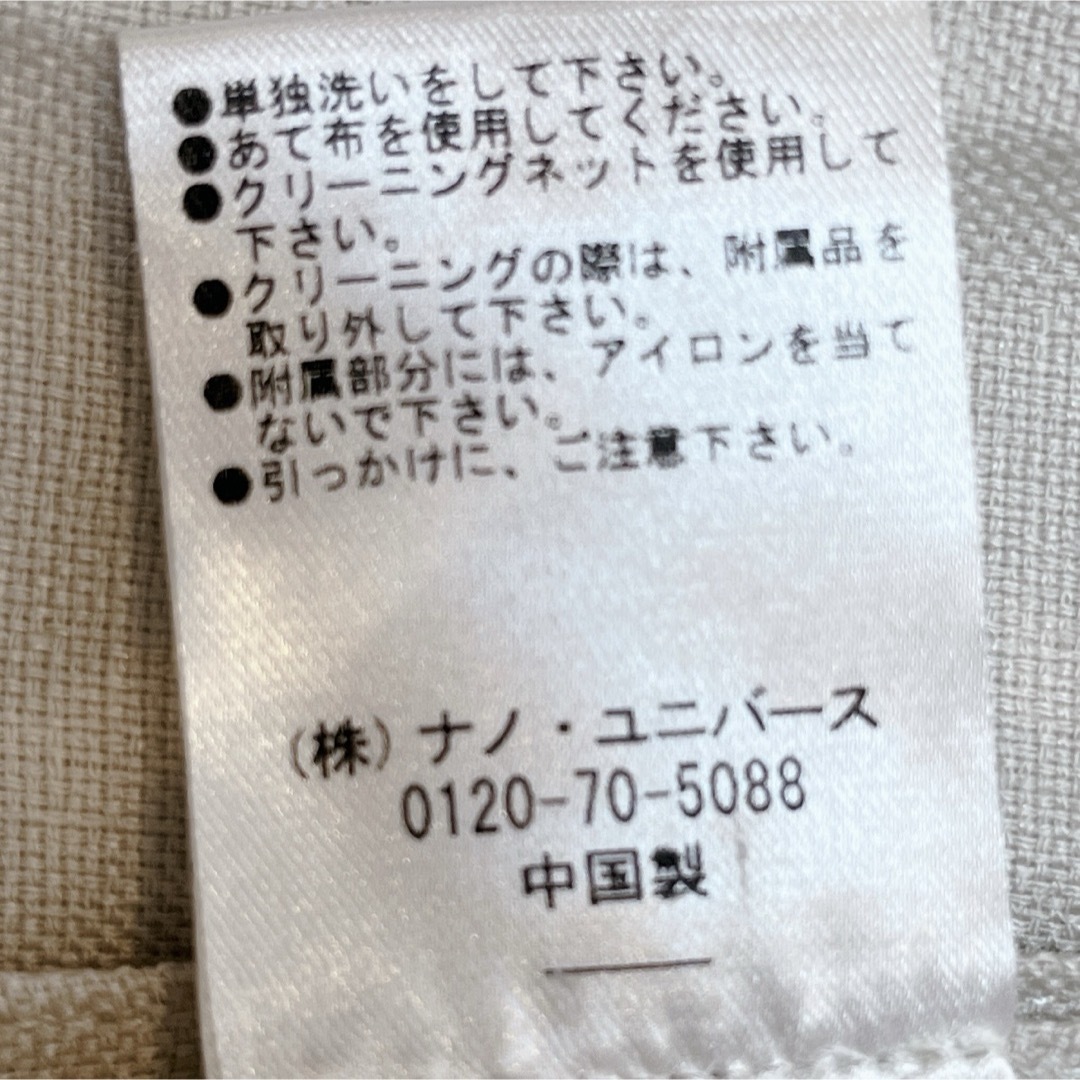 ●単独洗いをして下さい。
●あて布を使用してください。
●クリーニングネットを使用して
下さい。
●クリーニングの際は、附属品を
取り外して下さい。
●附属部分には、アイロンを当て
ないで下さい。
●引っかけに、ご注意下さい。
(株)ナノ・ユニバース
0120-70-5088
中国製